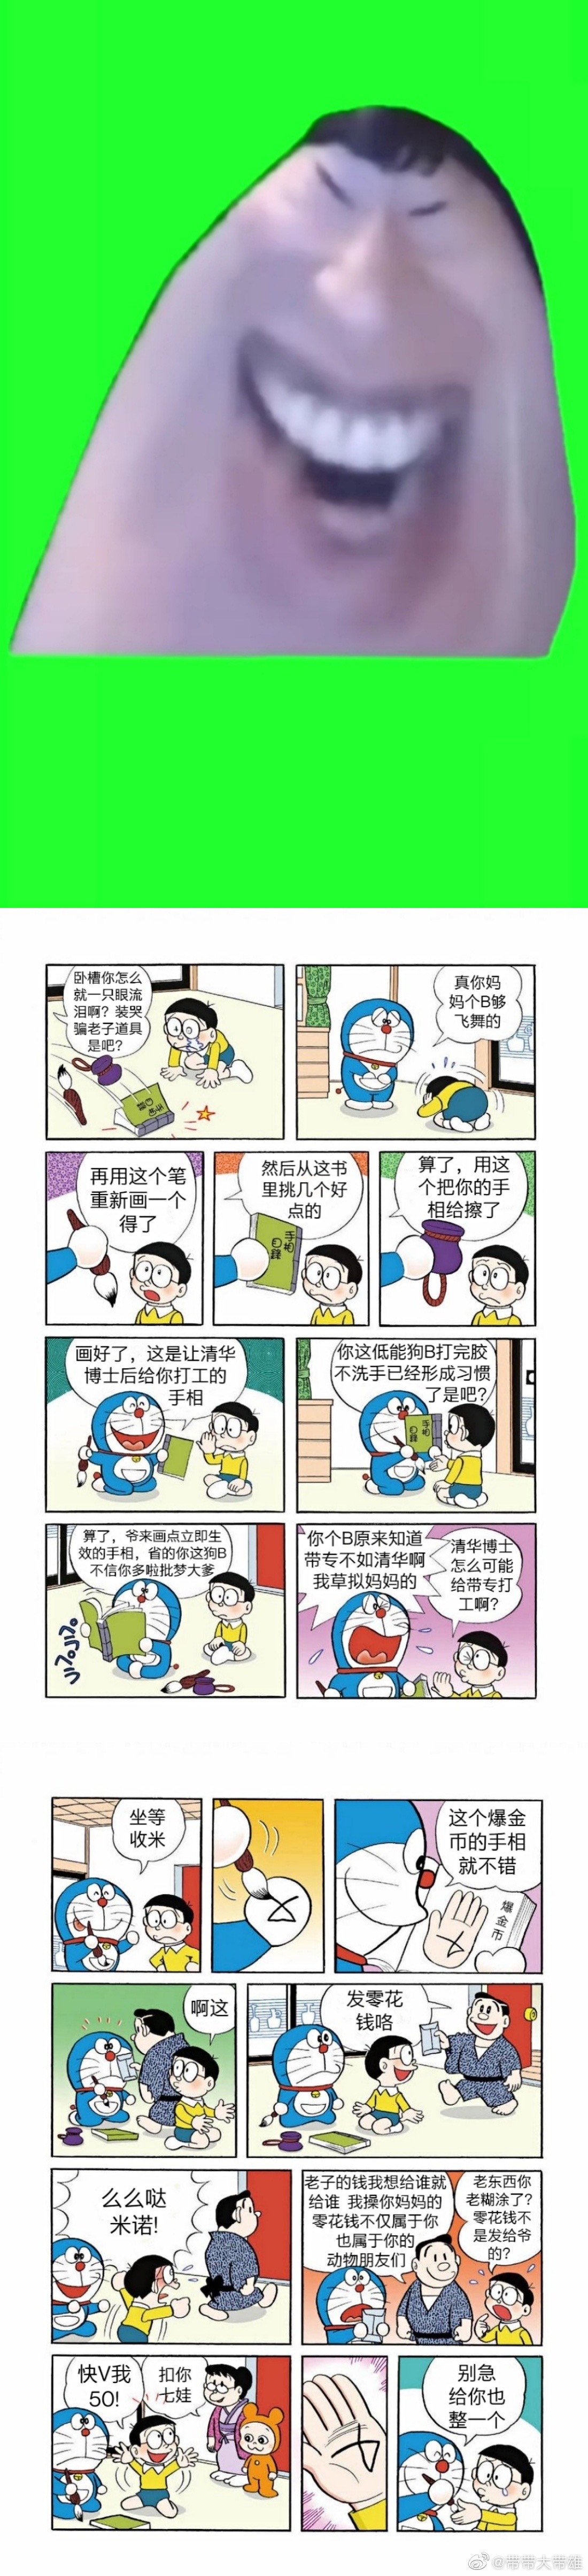 真你妈
妈个B够
飞舞的
卧槽你怎么
就一只眼流
泪啊？装哭
骗老子道具
是吧?
算了，用这
个把你的手
相给擦了
然后从这书
里挑几个好
点的
手相
目録
再用这个笔
重新画一个
得了
你这低能狗B打完胶
不洗手已经形成习惯
了是吧?
手相
目録
画好了，这是让清华
博士后给你打工的
手相
清华博士
怎么可能
给带专打
工啊?
你个B原来知道
带专不如清华啊
我草拟妈妈的
算了，爷来画点立即生
效的手相，省的你这狗B
不信你多啦批梦大爹
这个爆金
币的手相
就不错
爆金币
坐等
收米
发零花
钱咯
啊这
老东西你
老糊涂了?
零花钱不
是发给爷
的?
老子的钱我想给谁就
给谁 我操你妈妈的
零花钱不仅属于你
也属于你的
动物朋友们
么么哒
米诺!
别急
给你也
整一个
扣你
七娃
快V我
50!
@带带大带雄